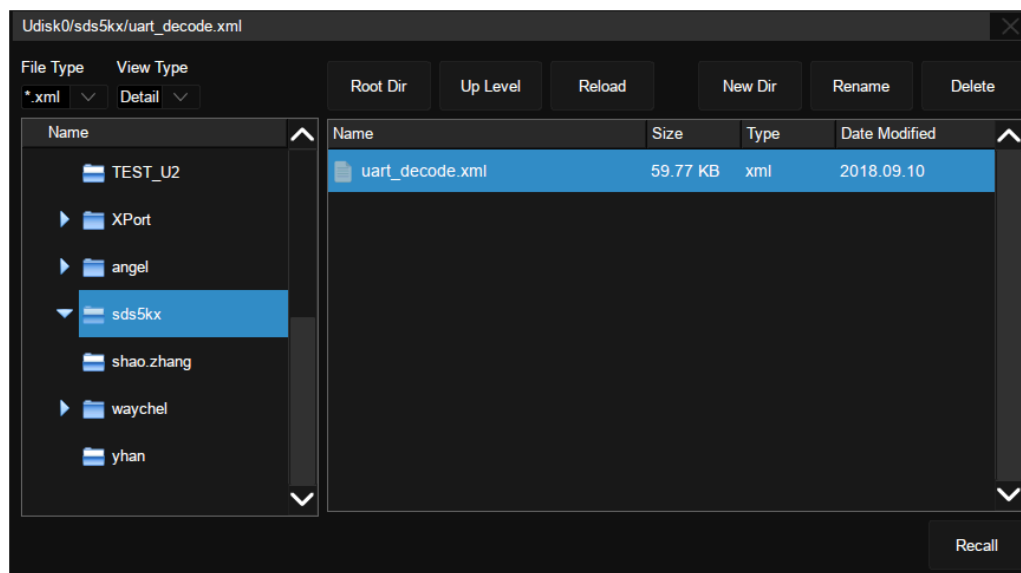 Udisk0/sds5kx/uart_decode.xml
File Type View Type
*.xml Detail
Root Dir Up Level Reload New Dir Rename Delete
Name
TEST_U2
XPort
angel
sds5kx
shao.zhang
waychel
yhan
Name Size Type Date Modified
uart_decode.xml 59.77 KB xml 2018.09.10
Recall